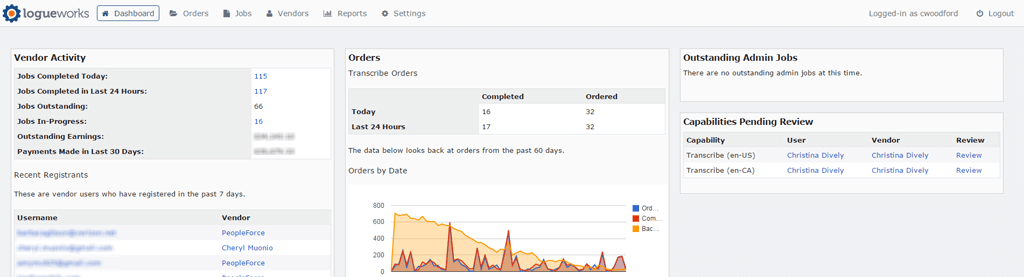 logueworks Dashboard Orders Jobs Vendors Reports Settings Logged-in as cwoodford Logout
Vendor Activity
Jobs Completed Today: 115
Jobs Completed in Last 24 Hours: 117
Jobs Outstanding: 66
Jobs In-Progress: 16
Outstanding Earnings:
Payments Made in Last 30 Days:
Recent Registrants
These are vendor users who have registered in the past 7 days.
Username Vendor
PeopleForce
Cheryl Muonio
PeopleForce
PeopleForce
Orders
Transcribe Orders
Completed Ordered
Today 16 32
Last 24 Hours 17 32
The data below looks back at orders from the past 60 days.
Orders by Date
800
600
400
200
0
Ord...
Com...
Bac...
Outstanding Admin Jobs
There are no outstanding admin jobs at this time.
Capabilities Pending Review
Capability User Vendor Review
Transcribe (en-US) Christina Dively Christina Dively Review
Transcribe (en-CA) Christina Dively Christina Dively Review